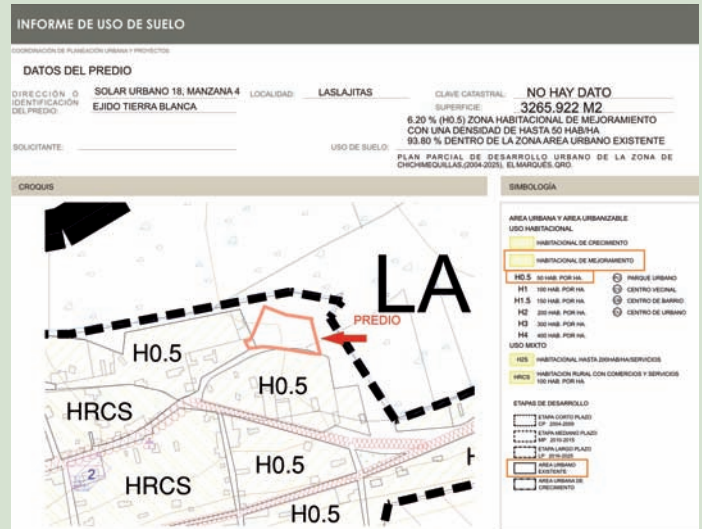 INFORME DE USO DE SUELO
COORDINACIÓN DE PLANEACIÓN URBANA Y PROYECTOS
DATOS DEL PREDIO
DIRECCIÓN O IDENTIFICACIÓN DEL PREDIO:
SOLAR URBANO 18, MANZANA 4
EJIDO TIERRA BLANCA
LOCALIDAD:
LASLAJITAS
CLAVE CATASTRAL:
NO HAY DATO
SUPERFICIE:
3265.922 M2
SOLICITANTE:
USO DE SUELO:
6.20 % (H0.5) ZONA HABITACIONAL DE MEJORAMIENTO
CON UNA DENSIDAD DE HASTA 50 HAB/HA
93.80 % DENTRO DE LA ZONA AREA URBANO EXISTENTE
PLAN PARCIAL DE DESARROLLO URBANO DE LA ZONA DE
CHICHIMEQUILLAS,(2004-2025), EL MARQUÉS, QRO.
CROQUIS
SIMBOLOGÍA
LA
PREDIO
H0.5
H0.5
HRCS
H0.5
2
HRCS
H0.5
H
AREA URBANA Y AREA URBANIZABLE
USO HABITACIONAL
HABITACIONAL DE CRECIMIENTO
HABITACIONAL DE MEJORAMIENTO
H0.5 50 HAB. POR HA.
H1 100 HAB. POR HA.
H1.5 150 HAB. POR HA.
H2 200 HAB. POR HA.
H3 300 HAB. POR HA.
H4 400 HAB. POR HA.
PARQUE URBANO
CENTRO VECINAL
CENTRO DE BARRIO
CENTRO DE URBANO
USO MIXTO
H2S HABITACIONAL HASTA 200HAB/HA/SERVICIOS
HRCS HABITACION RURAL CON COMERCIOS Y SERVICIOS
100 HAB. POR HA.
ETAPAS DE DESARROLLO
ETAPA CORTO PLAZO
CP 2004-2009
ETAPA MEDIANO PLAZO
MP 2010-2015
ETAPA LARGO PLAZO
LP 2016-2025
AREA URBANO
EXISTENTE
AREA URBANA DE
CRECIMIENTO